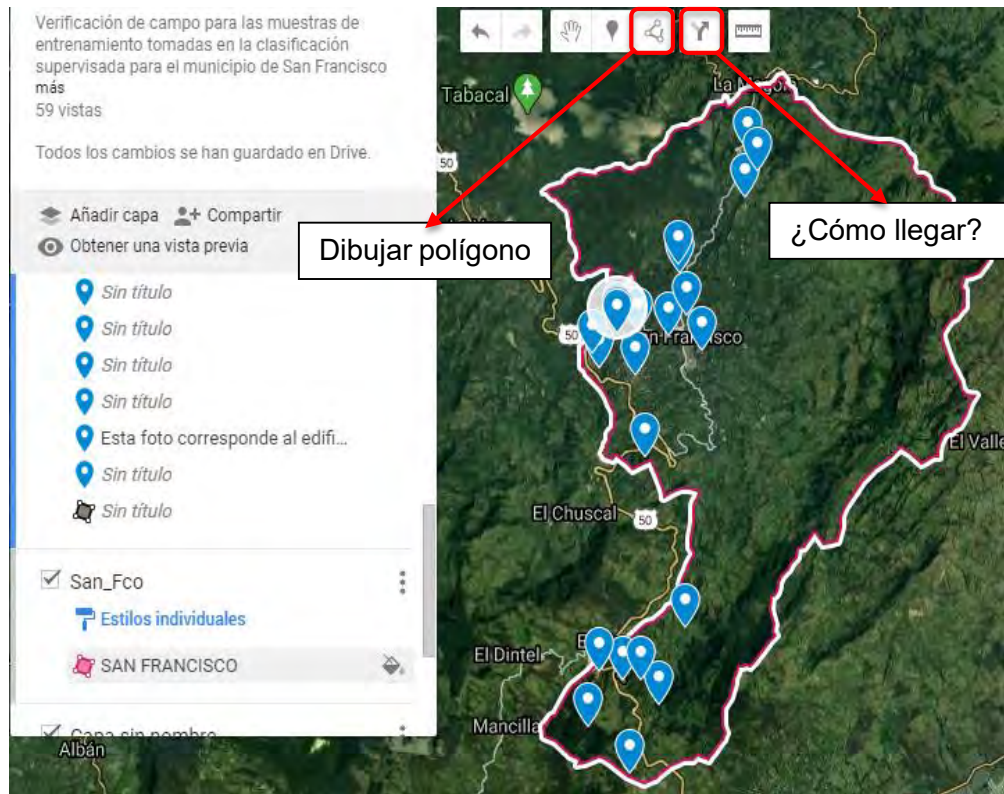 Verificación de campo para las muestras de
entrenamiento tomadas en la clasificación
supervisada para el municipio de San Francisco
más
59 vistas
Todos los cambios se han guardado en Drive.
Añadir capa Compartir
Obtener una vista previa
Sin título
Sin título
Sin título
Sin título
Esta foto corresponde al edifi...
Sin título
Sin título
San_Fco
Estilos individuales
SAN FRANCISCO
Capa sin nombre
Albán
Tabacal
50
Dibujar polígono
¿Cómo llegar?
50
El Valle
El Chuscal
50
El Dintel
Mancilla